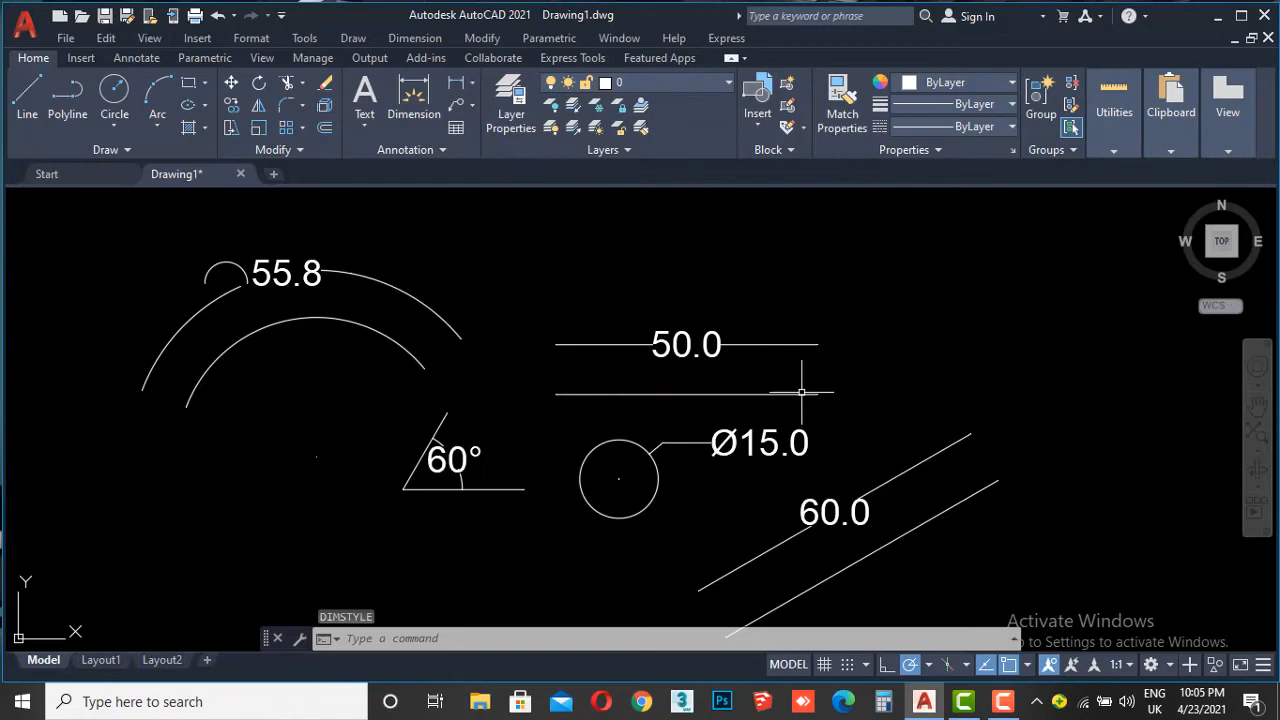 Autodesk AutoCAD 2021 Drawing1.dwg
Type a keyword or phrase
Sign In
File Edit View Insert Format Tools Draw Dimension Modify Parametric Window Help Express
Home Insert Annotate Parametric View Manage Output Add-ins Collaborate Express Tools Featured Apps
Line Polyline Circle Arc
Draw
Modify
Text Dimension
Annotation
Layer Properties
0
Layers
Insert
Block
Match Properties
ByLayer
ByLayer
ByLayer
Properties
Group
Groups
Utilities
Clipboard
View
Start
Drawing1*
N
W TOP E
S
WCS
55.8
50.0
Ø15.0
60°
60.0
Y
X
DIMSTYLE
Type a command
Activate Windows
o to Settings to activate Windows.
Model Layout1 Layout2
MODEL
1:1
Type here to search
3
Ps
A
C
C
ENG
UK
10:05 PM
4/23/2021
1